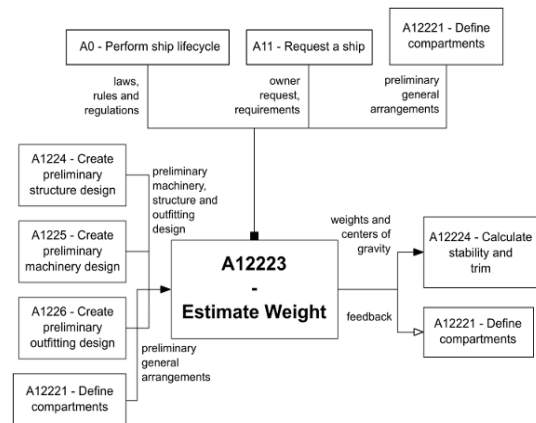 A0 - Perform ship lifecycle
A11 - Request a ship
A12221 - Define
compartments
laws,
rules and
regulations
owner
request,
requirements
preliminary
general
arrangements
A1224 - Create
preliminary
structure design
preliminary
machinery,
structure and
outfitting
design
A1225 - Create
preliminary
machinery design
A1226 - Create
preliminary
outfitting design
A12221 - Define
compartments
preliminary
general
arrangements
A12223
-
Estimate Weight
weights and
centers of
gravity
feedback
A12224 - Calculate
stability and
trim
A12221 - Define
compartments